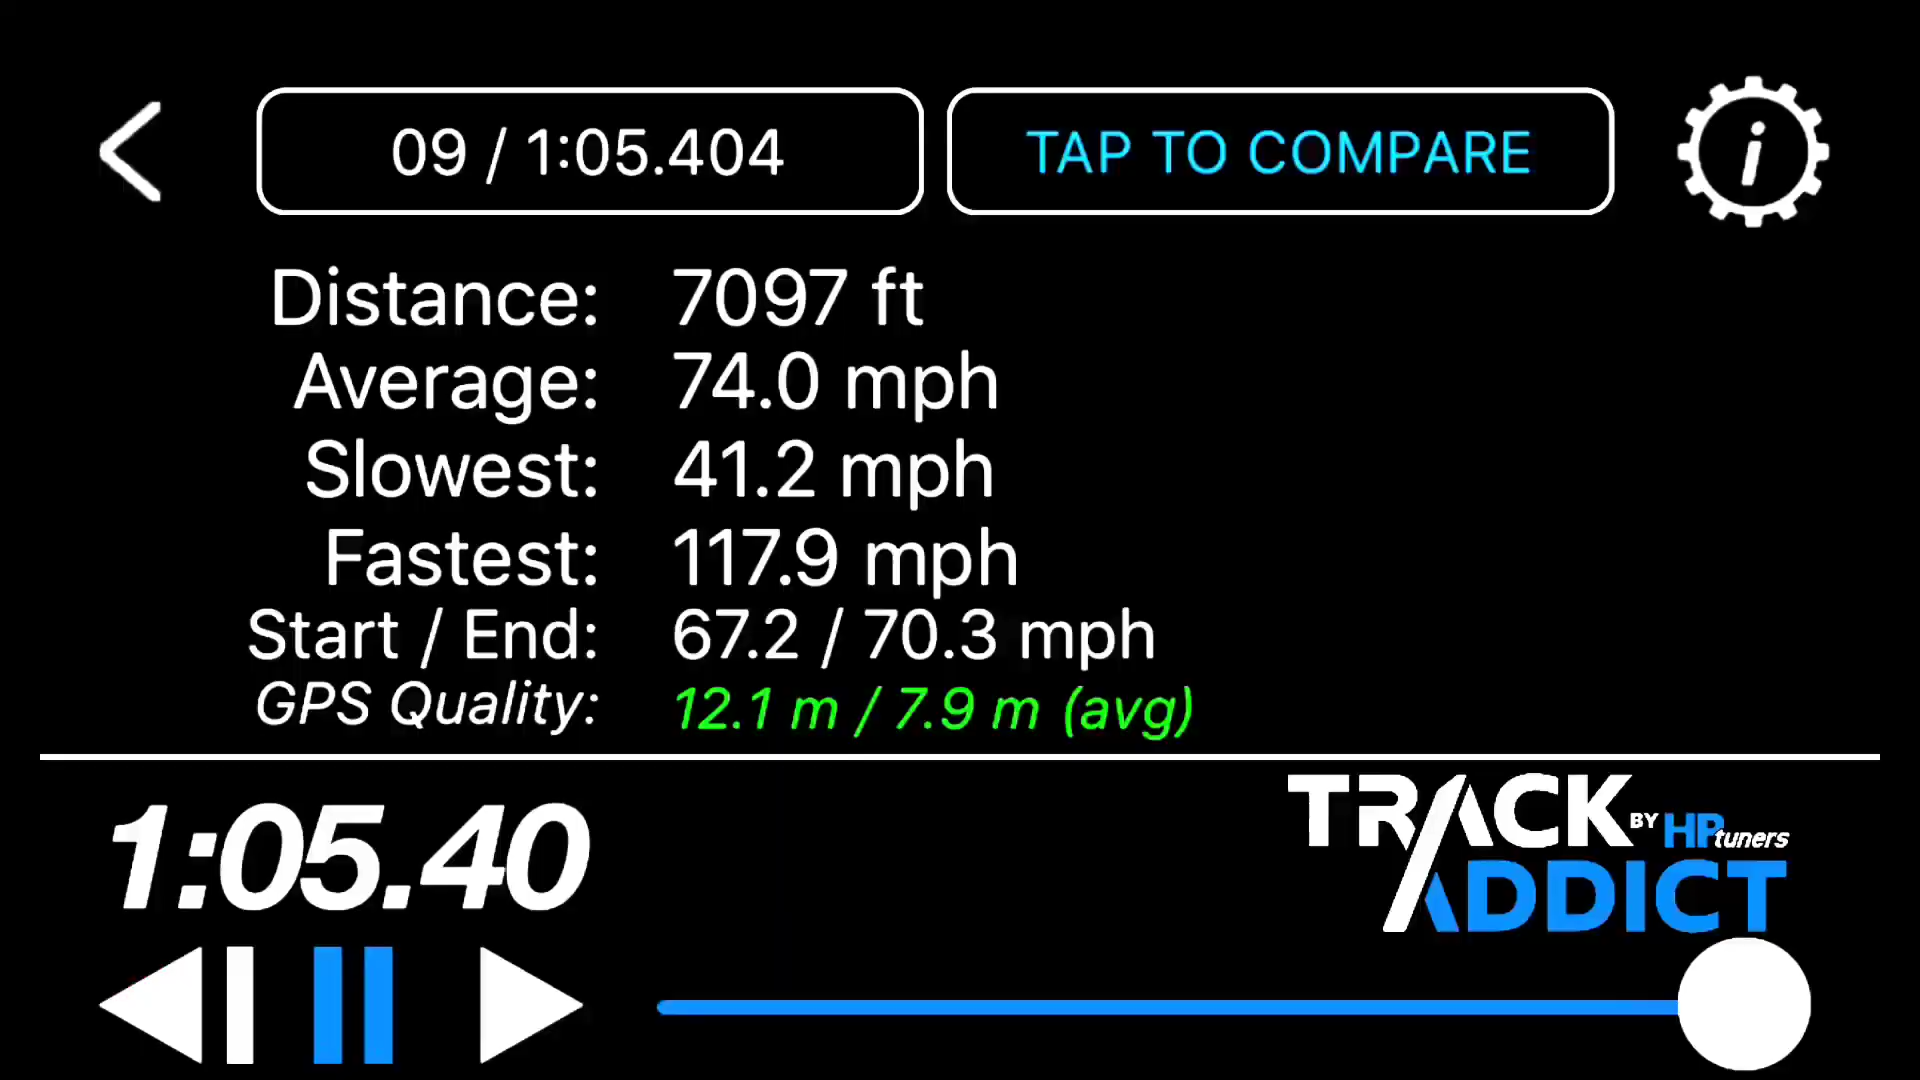 09 / 1:05.404
TAP TO COMPARE
i
Distance: 7097 ft
Average: 74.0 mph
Slowest: 41.2 mph
Fastest: 117.9 mph
Start / End: 67.2 / 70.3 mph
GPS Quality: 12.1 m / 7.9 m (avg)
1:05.40
TRACK BY HP tuners
ADDICT